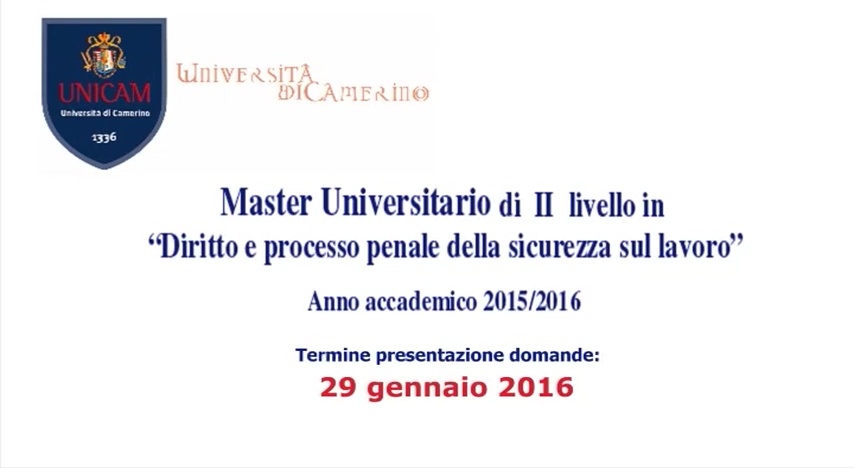 UNICAM
Università di Camerino
1336
UNIVERSITÀ
DI CAMERINO
Master Universitario di II livello in
“Diritto e processo penale della sicurezza sul lavoro”
Anno accademico 2015/2016
Termine presentazione domande:
29 gennaio 2016